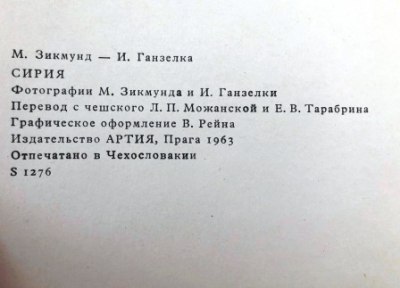 М. Зикмунд — И. Ганзелка
СИРИЯ
Фотографии М. Зикмунда и И. Ганзелки
Перевод с чешского Л. П. Можанской и Е. В. Тарабрина
Графическое оформление В. Рейна
Издательство АРТИЯ, Прага 1963
Отпечатано в Чехословакии
S 1276